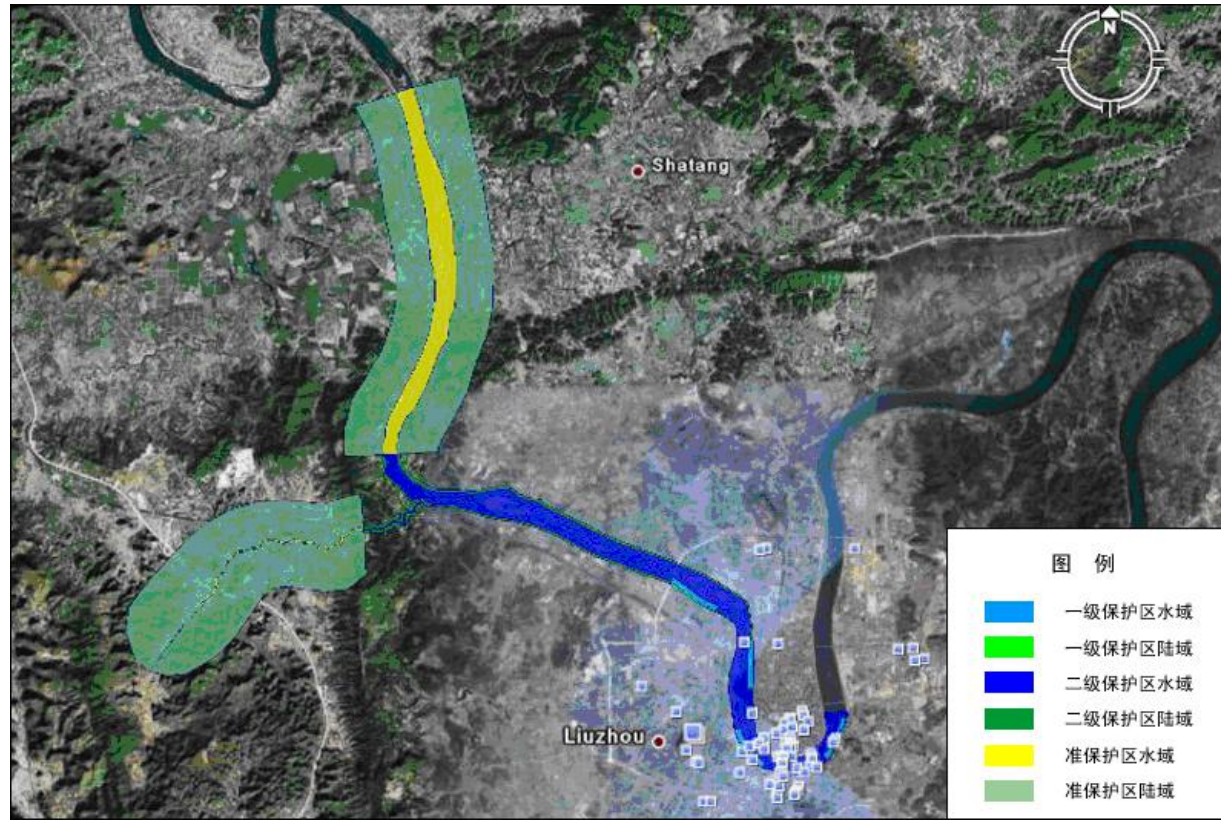 N
Shatang
Liuzhou
图 例
一级保护区水域
一级保护区陆域
二级保护区水域
二级保护区陆域
准保护区水域
准保护区陆域